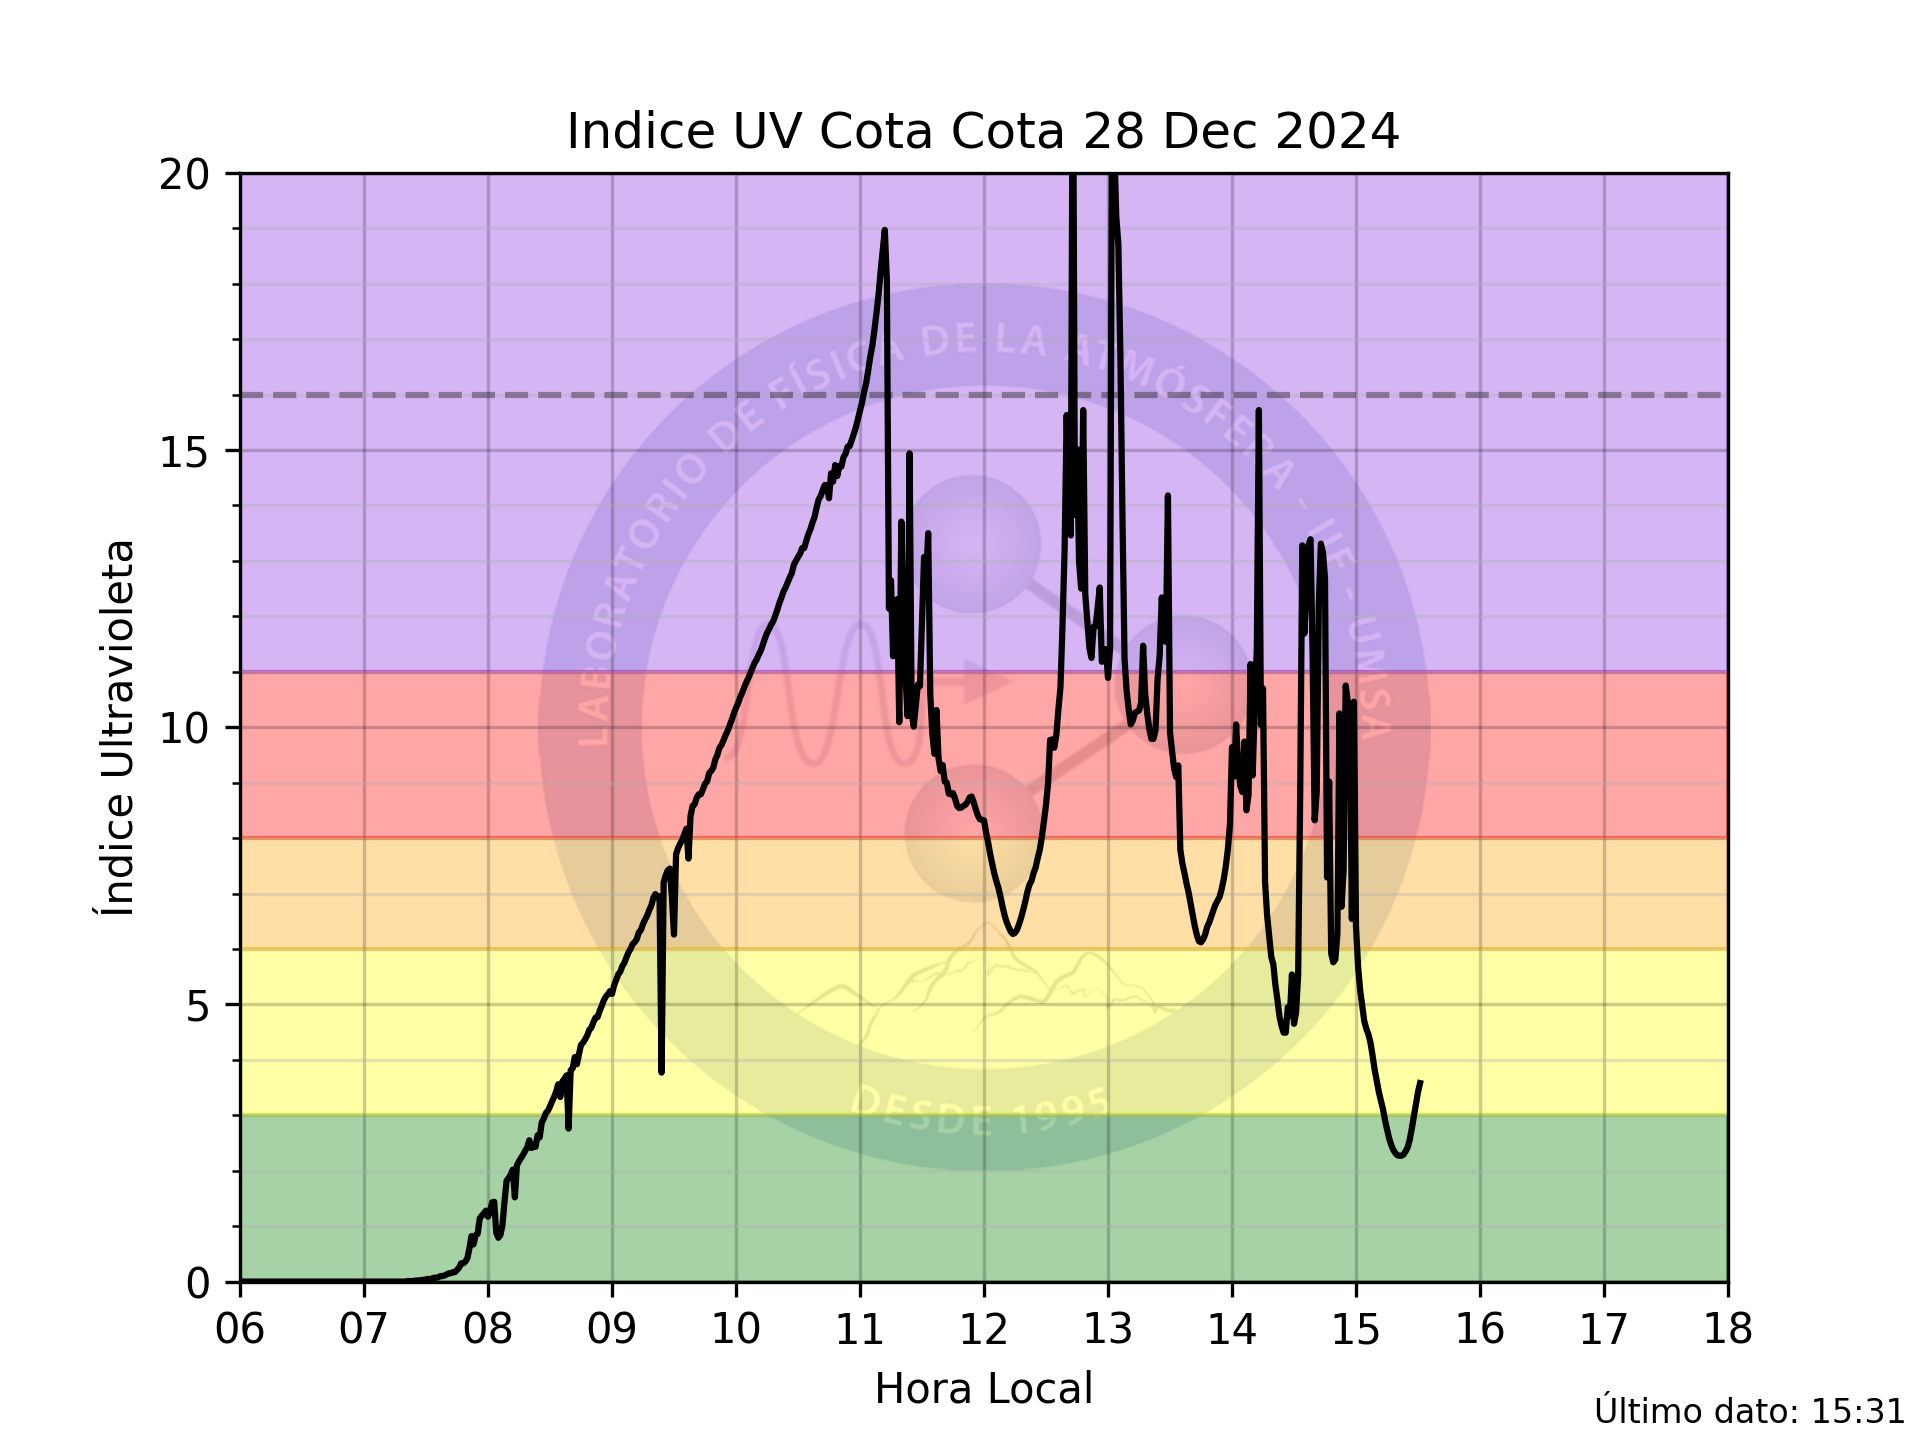 Indice UV Cota Cota 28 Dec 2024
20
15
10
5
0
Índice Ultravioleta
LABORATORIO DE FÍSICA DE LA ATMÓSFERA - IIF - UMSA
DESDE 1995
06 07 08 09 10 11 12 13 14 15 16 17 18
Hora Local
Último dato: 15:31